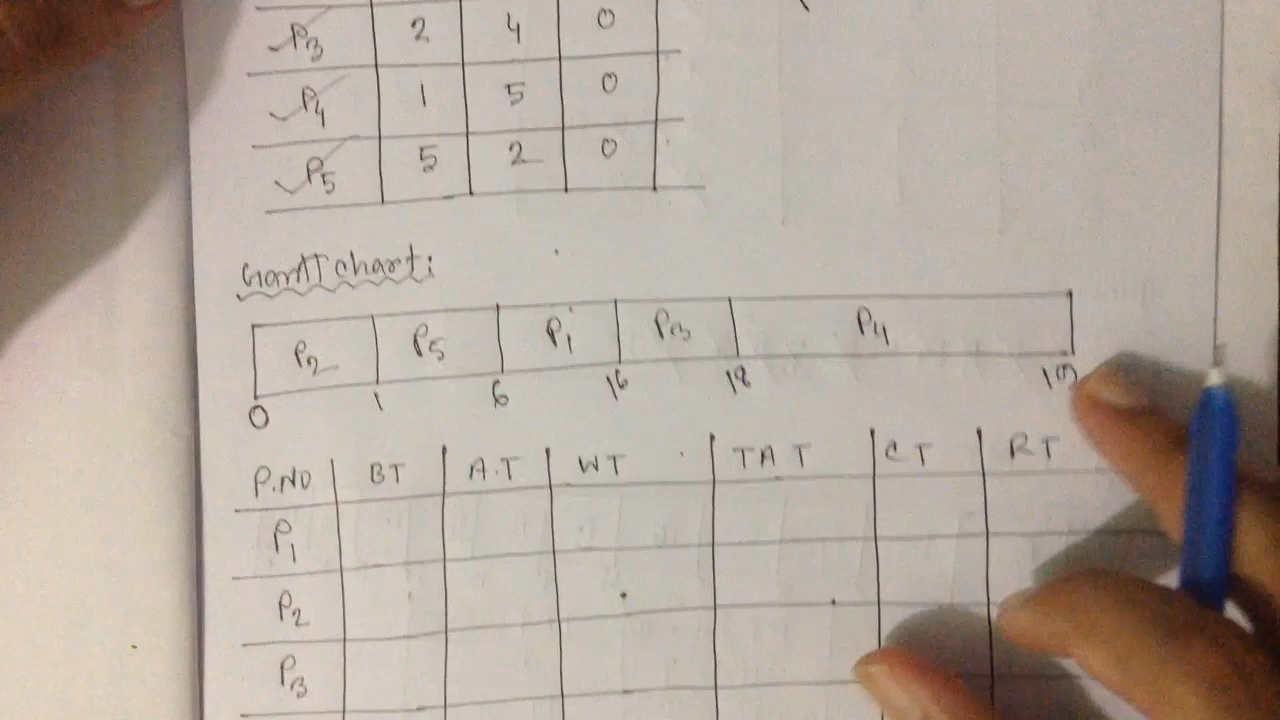 P3 2 4 0
P4 1 5 0
P5 5 2 0
Gantt chart:
P2 P5 P1 P3 P4
0 1 6 16 18 19
P.NO BT A.T WT TAT CT RT
P1
P2
P3